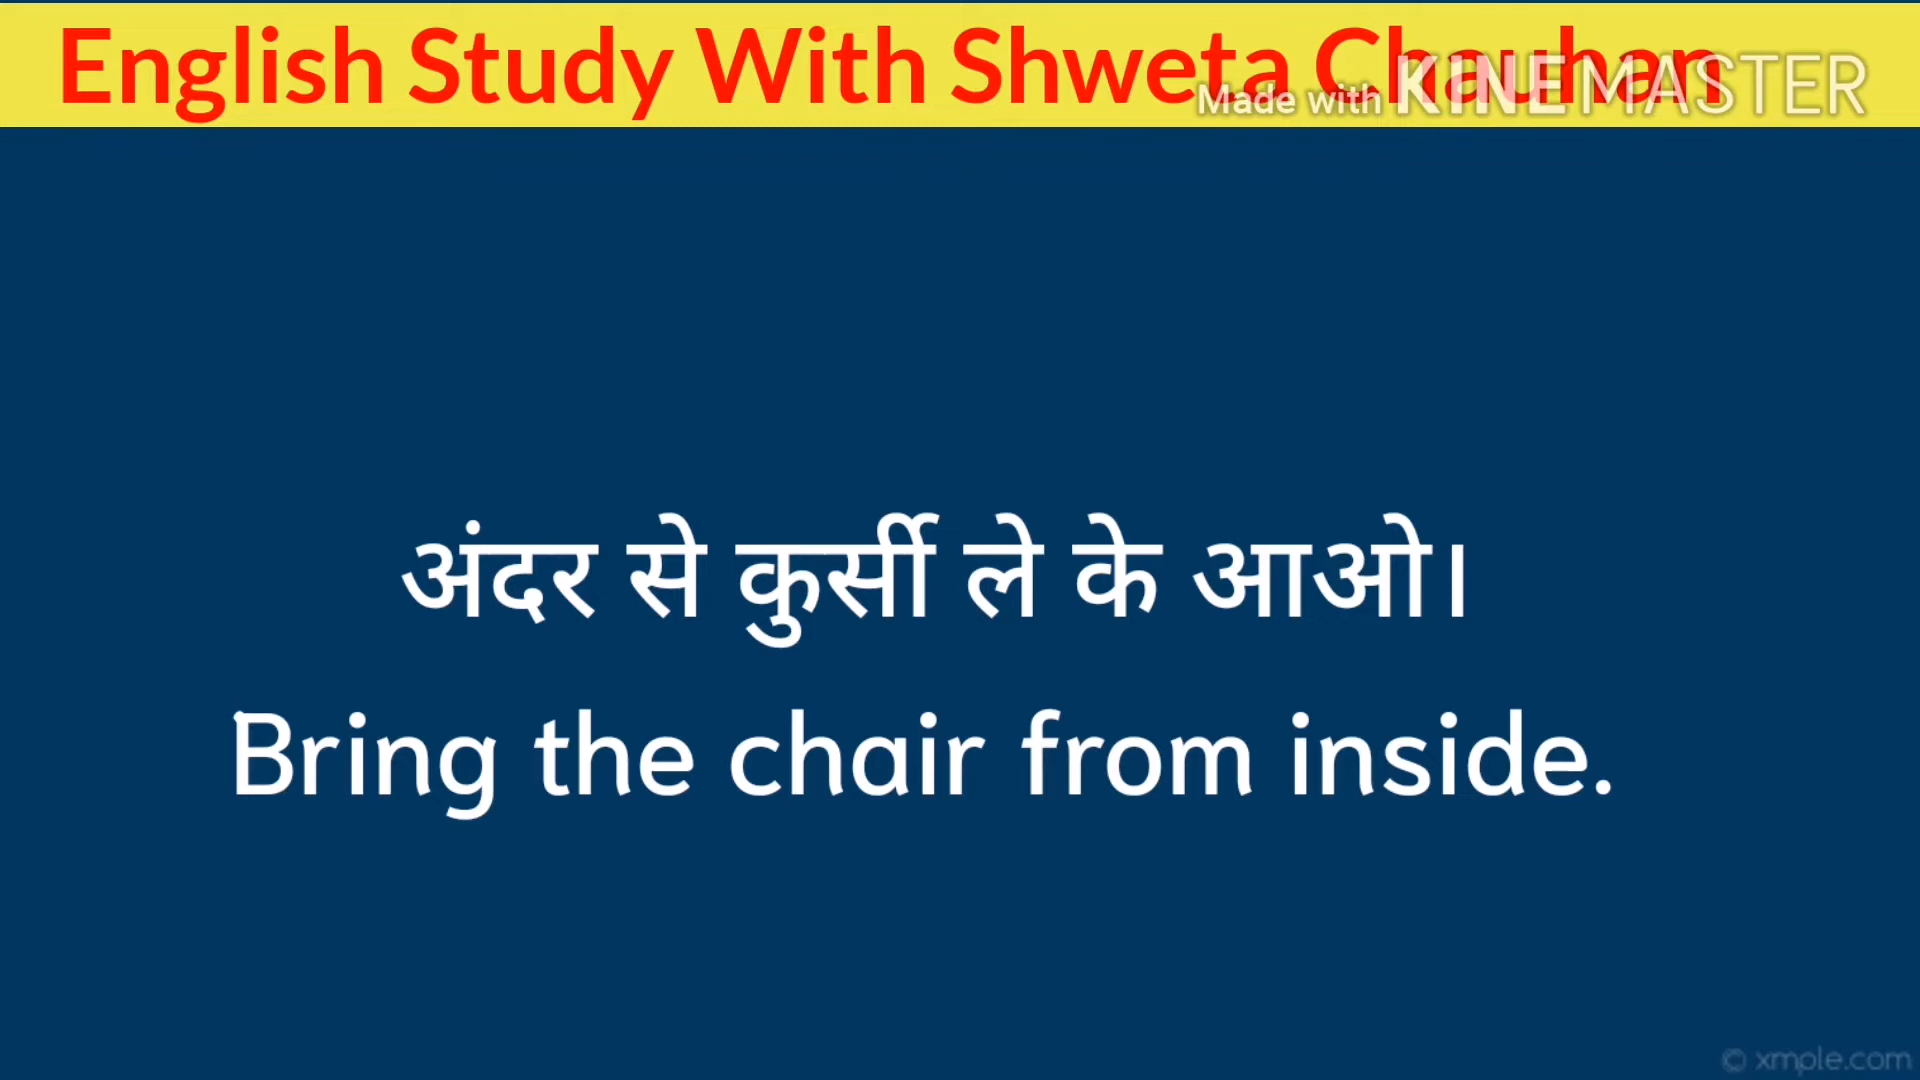 English Study With Shweta Chauhan
Made with KINEMASTER
अंदर से कुर्सी ले के आओ।
Bring the chair from inside.
© xmple.com